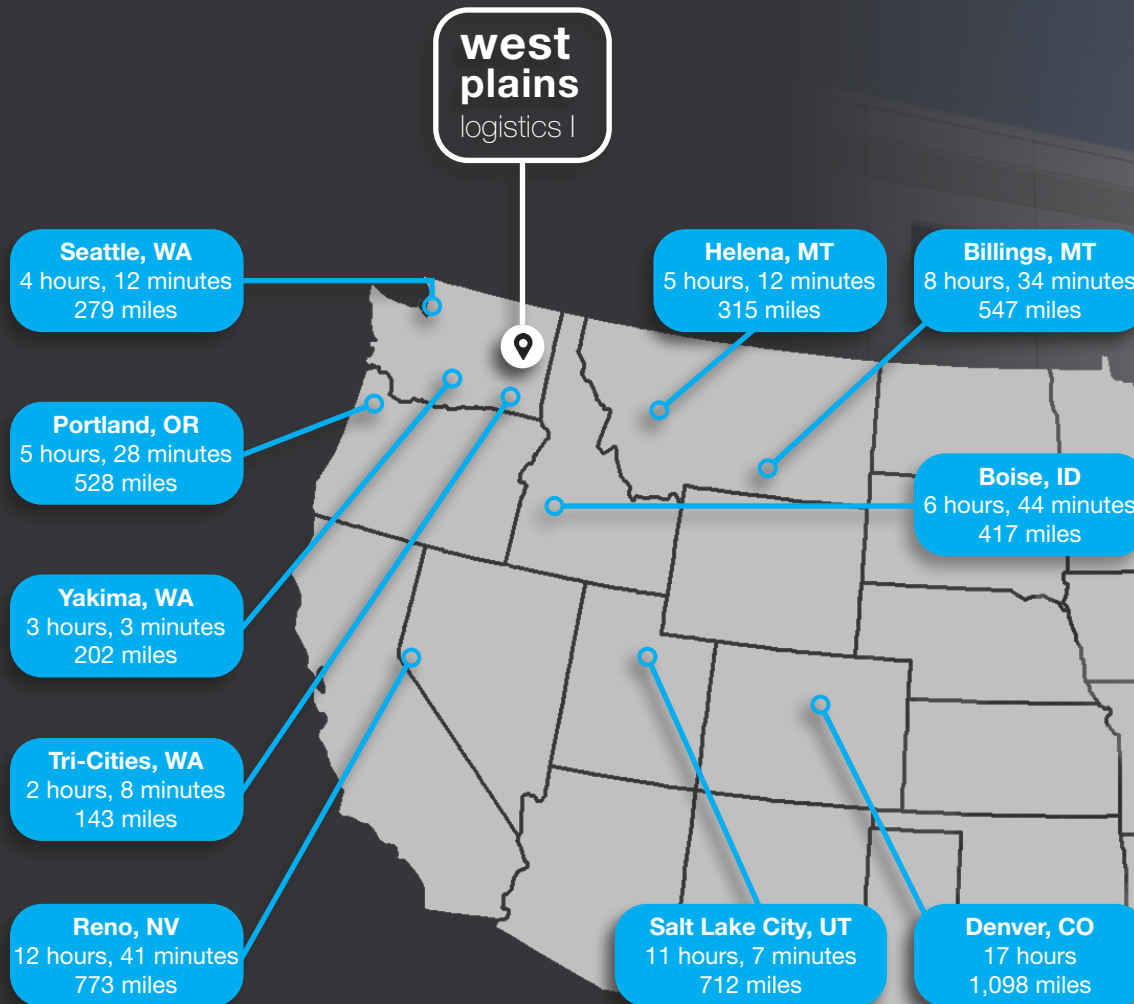 west
plains
logistics I
Seattle, WA
4 hours, 12 minutes
279 miles
Helena, MT
5 hours, 12 minutes
315 miles
Billings, MT
8 hours, 34 minutes
547 miles
Portland, OR
5 hours, 28 minutes
528 miles
Boise, ID
6 hours, 44 minutes
417 miles
Yakima, WA
3 hours, 3 minutes
202 miles
Tri-Cities, WA
2 hours, 8 minutes
143 miles
Reno, NV
12 hours, 41 minutes
773 miles
Salt Lake City, UT
11 hours, 7 minutes
712 miles
Denver, CO
17 hours
1,098 miles